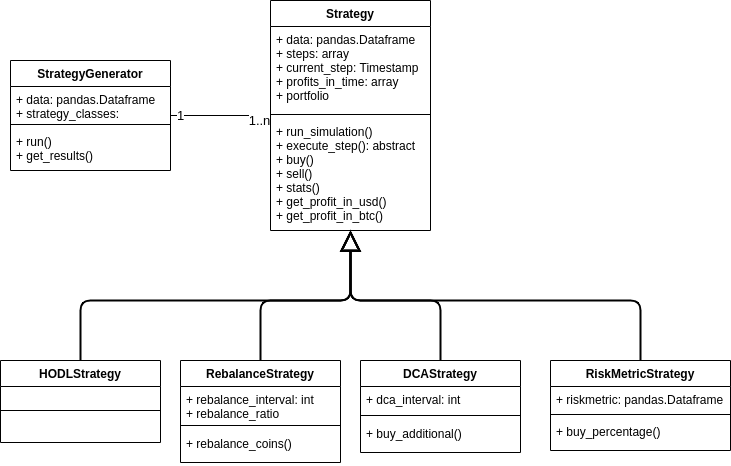 Strategy
+ data: pandas.Dataframe
+ steps: array
+ current_step: Timestamp
+ profits_in_time: array
+ portfolio
+ run_simulation()
+ execute_step(): abstract
+ buy()
+ sell()
+ stats()
+ get_profit_in_usd()
+ get_profit_in_btc()
StrategyGenerator
+ data: pandas.Dataframe
+ strategy_classes:
+ run()
+ get_results()
1
1..n
HODLStrategy
RebalanceStrategy
+ rebalance_interval: int
+ rebalance_ratio
+ rebalance_coins()
DCAStrategy
+ dca_interval: int
+ buy_additional()
RiskMetricStrategy
+ riskmetric: pandas.Dataframe
+ buy_percentage()